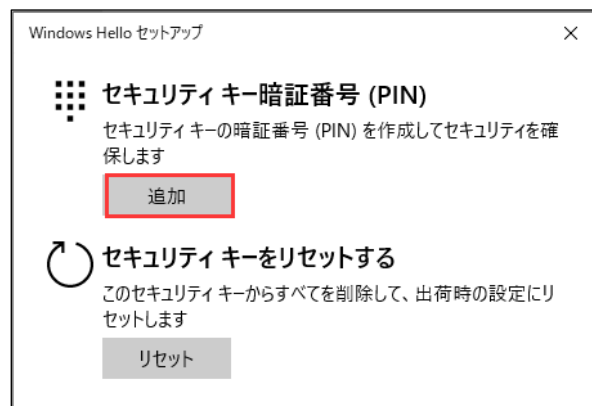 Windows Hello セットアップ
セキュリティ キー暗証番号 (PIN)
セキュリティ キーの暗証番号 (PIN) を作成してセキュリティを確
保します
追加
セキュリティ キーをリセットする
このセキュリティ キーからすべてを削除して、出荷時の設定にリ
セットします
リセット